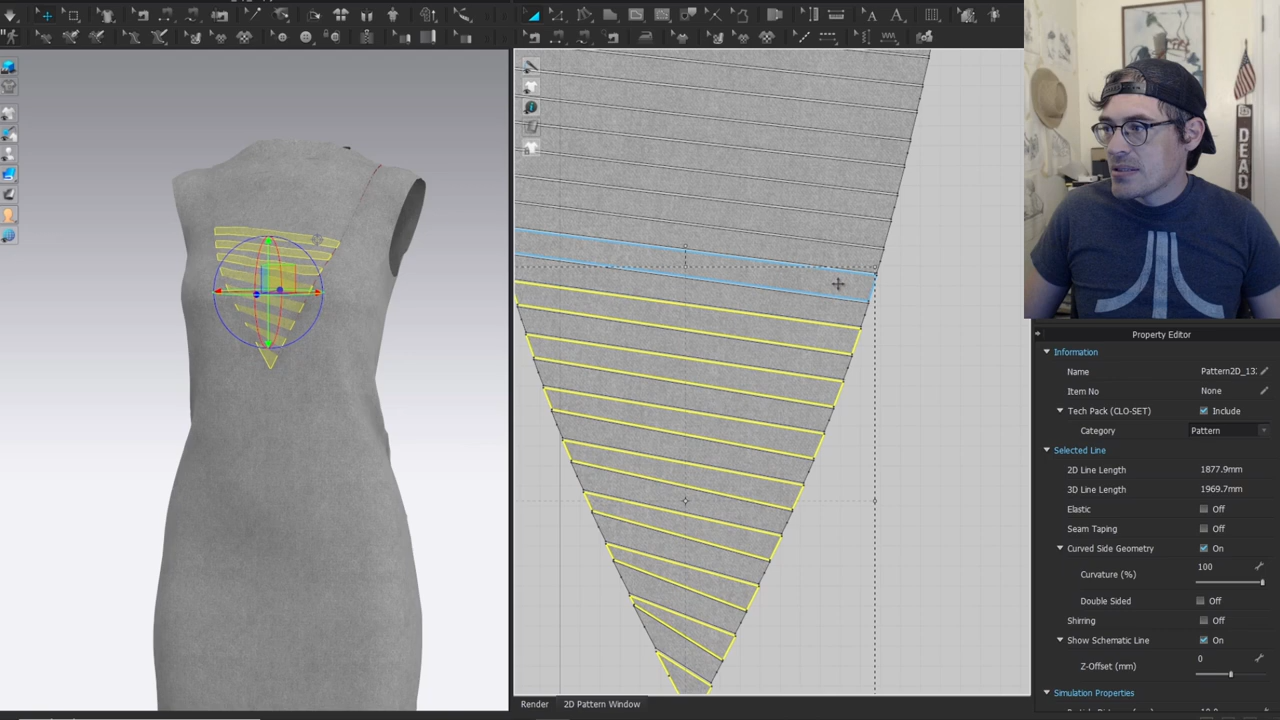 DEAD
Property Editor
Information
Name Pattern2D_13
Item No None
Tech Pack (CLO-SET) Include
Category Pattern
Selected Line
2D Line Length 1877.9mm
3D Line Length 1969.7mm
Elastic Off
Seam Taping Off
Curved Side Geometry On
Curvature (%) 100
Double Sided Off
Shirring Off
Show Schematic Line On
Z-Offset (mm) 0
Simulation Properties
Render 2D Pattern Window